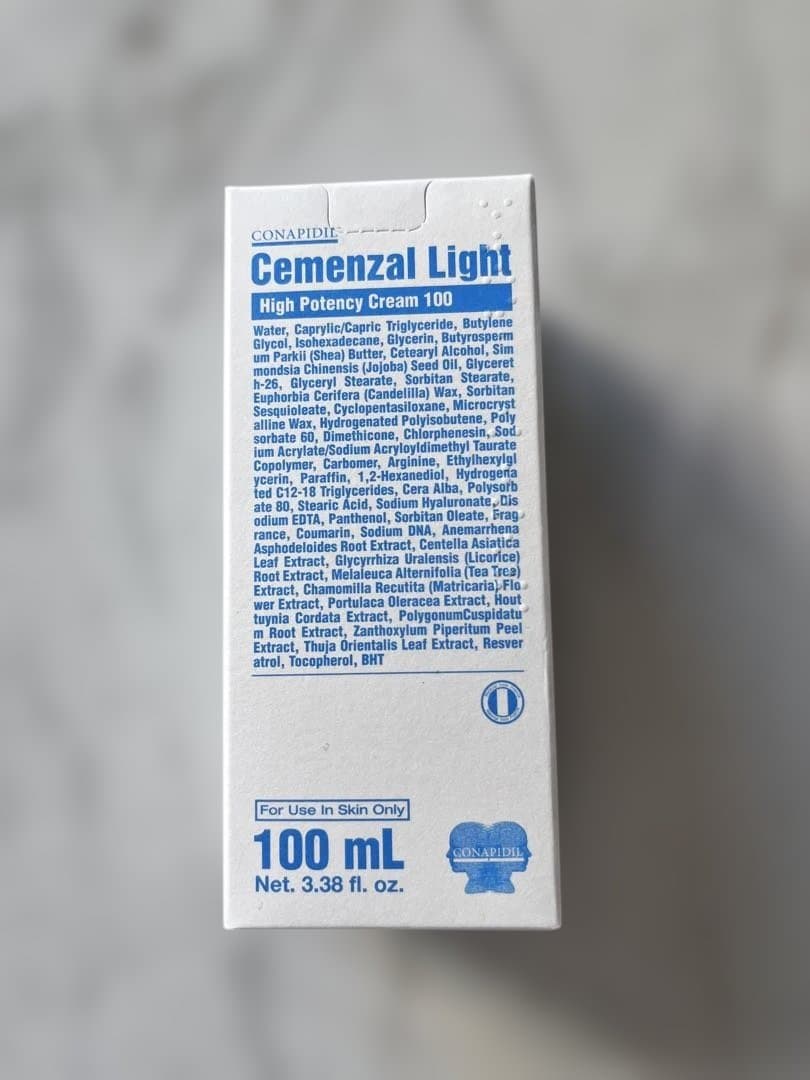 CONAPIDIL
Cemenzal Light
High Potency Cream 100
Water, Caprylic/Capric Triglyceride, Butylene
Glycol, Isohexadecane, Glycerin, Butyrosperm
um Parkii (Shea) Butter, Cetearyl Alcohol, Sim
mondsia Chinensis (Jojoba) Seed Oil, Glyceret
h-26, Glyceryl Stearate, Sorbitan Stearate,
Euphorbia Cerifera (Candelilla) Wax, Sorbitan
Sesquioleate, Cyclopentasiloxane, Microcryst
alline Wax, Hydrogenated Polyisobutene, Poly
sorbate 60, Dimethicone, Chlorphenesin, Sod
ium Acrylate/Sodium Acryloyldimethyl Taurate
Copolymer, Carbomer, Arginine, Ethylhexylgl
ycerin, Paraffin, 1,2-Hexanediol, Hydrogena
ted C12-18 Triglycerides, Cera Alba, Polysorb
ate 80, Stearic Acid, Sodium Hyaluronate, Dis
odium EDTA, Panthenol, Sorbitan Oleate, Frag
rance, Coumarin, Sodium DNA, Anemarrhena
Asphodeloides Root Extract, Centella Asiatica
Leaf Extract, Glycyrrhiza Uralensis (Licorice)
Root Extract, Melaleuca Alternifolia (Tea Tree)
Extract, Chamomilla Recutita (Matricaria) Flo
wer Extract, Portulaca Oleracea Extract, Hout
tuynia Cordata Extract, PolygonumCuspidatu
m Root Extract, Zanthoxylum Piperitum Peel
Extract, Thuja Orientalis Leaf Extract, Resver
atrol, Tocopherol, BHT
For Use In Skin Only
100 mL
Net. 3.38 fl. oz.
CONAPIDIL